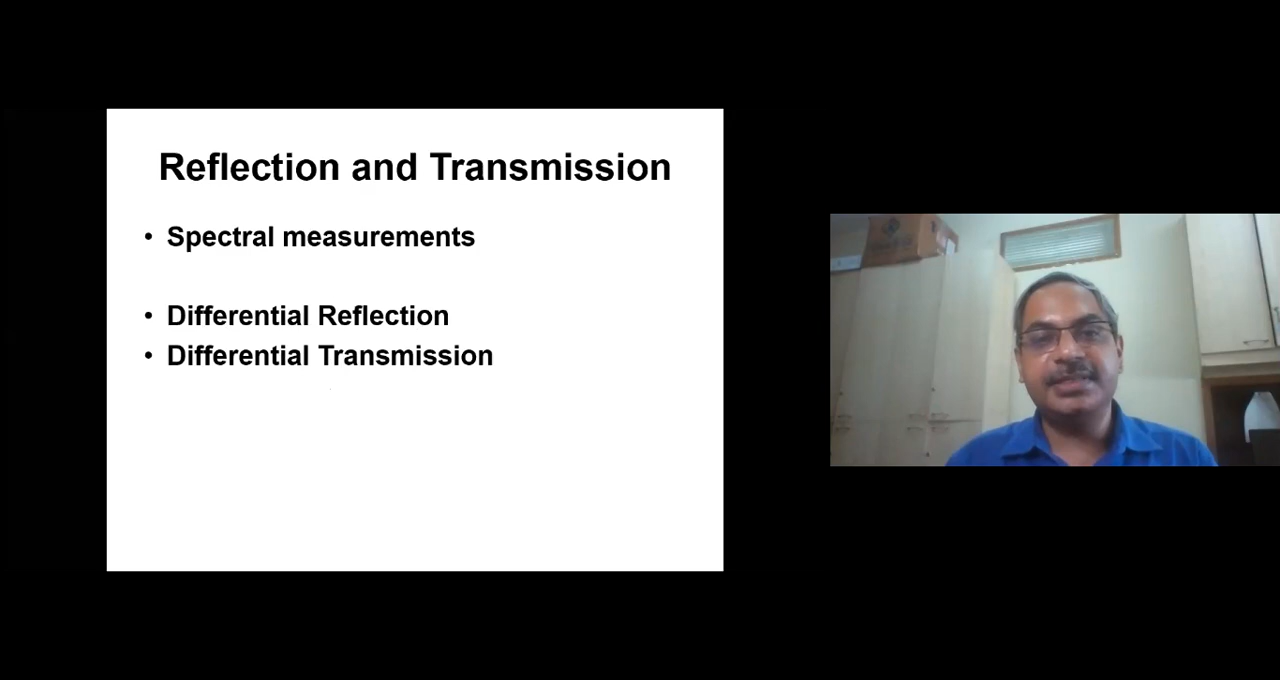 Reflection and Transmission
• Spectral measurements
• Differential Reflection
• Differential Transmission